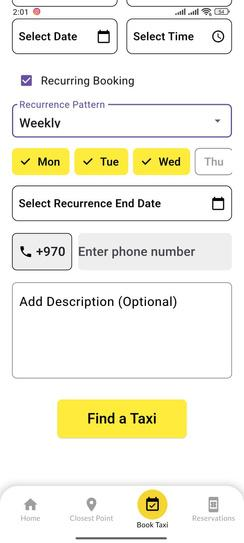 2:01 54
Select Date Select Time
Recurring Booking
Recurrence Pattern
Weekly
Mon Tue Wed Thu
Select Recurrence End Date
+970 Enter phone number
Add Description (Optional)
Find a Taxi
Home Closest Point Book Taxi Reservations